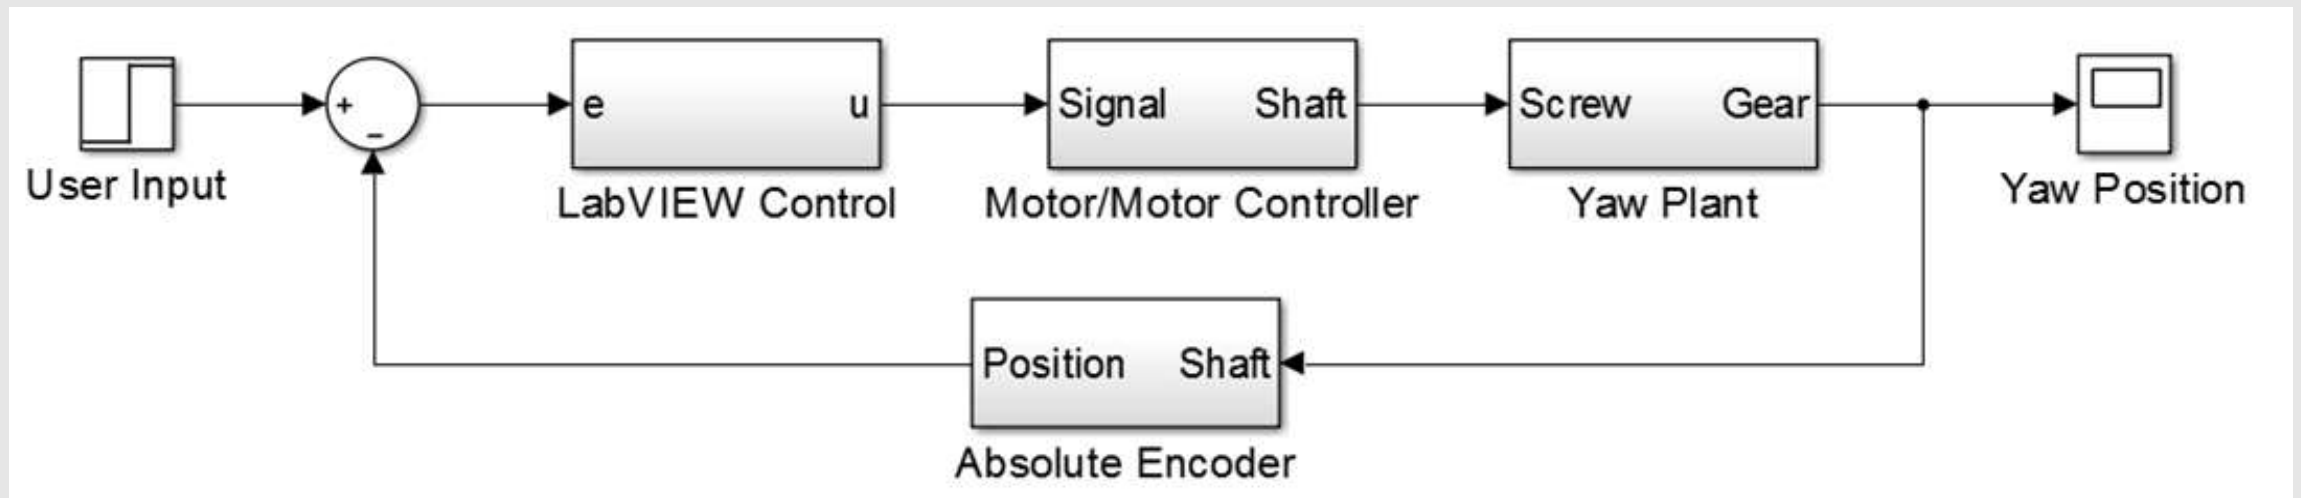 +
−
e
u
Signal
Shaft
Screw
Gear
User Input
LabVIEW Control
Motor/Motor Controller
Yaw Plant
Yaw Position
Position
Shaft
Absolute Encoder